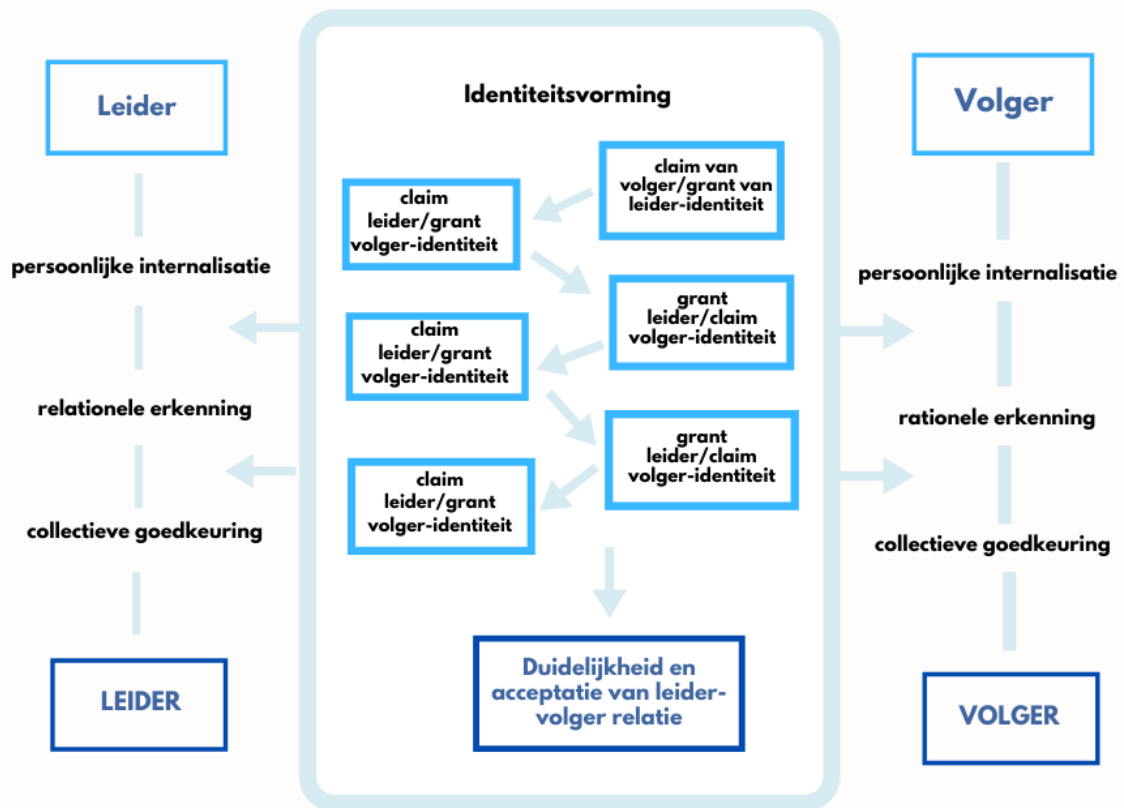 Leider
persoonlijke internalisatie
relationele erkenning
collectieve goedkeuring
LEIDER
Identiteitsvorming
claim van
volger/grant van
leider-identiteit
claim
leider/grant
volger-identiteit
grant
leider/claim
volger-identiteit
claim
leider/grant
volger-identiteit
grant
leider/claim
volger-identiteit
claim
leider/grant
volger-identiteit
Duidelijkheid en
acceptatie van leider-
volger relatie
Volger
persoonlijke internalisatie
rationele erkenning
collectieve goedkeuring
VOLGER